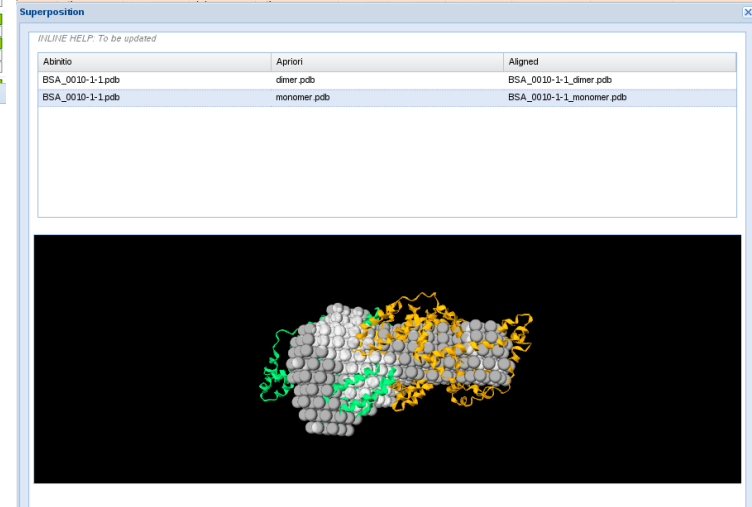 Superposition
INLINE HELP: To be updated
Abinitio Apriori Aligned
BSA_0010-1-1.pdb dimer.pdb BSA_0010-1-1_dimer.pdb
BSA_0010-1-1.pdb monomer.pdb BSA_0010-1-1_monomer.pdb